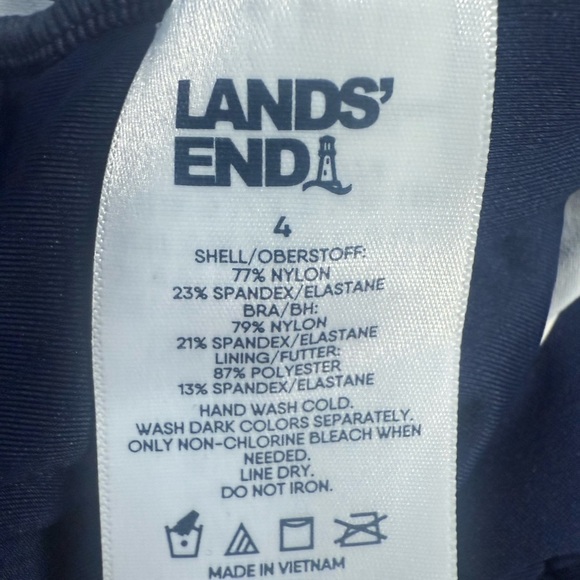 LANDS'
END
4
SHELL/OBERSTOFF:
77% NYLON
23% SPANDEX/ELASTANE
BRA/BH:
79% NYLON
21% SPANDEX/ELASTANE
LINING/FUTTER:
87% POLYESTER
13% SPANDEX/ELASTANE
HAND WASH COLD.
WASH DARK COLORS SEPARATELY.
ONLY NON-CHLORINE BLEACH WHEN
NEEDED.
LINE DRY.
DO NOT IRON.
MADE IN VIETNAM